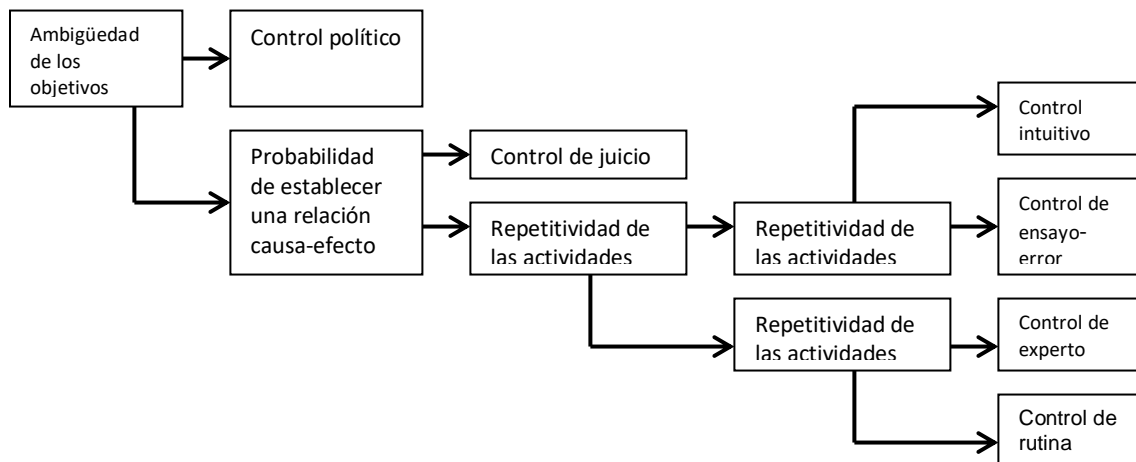 Ambigüedad
de los
objetivos
Control político
Probabilidad
de establecer
una relación
causa-efecto
Control de juicio
Repetitividad de
las actividades
Repetitividad de
las actividades
Repetitividad de
las actividades
Control
intuitivo
Control de
ensayo-
error
Control de
experto
Control de
rutina